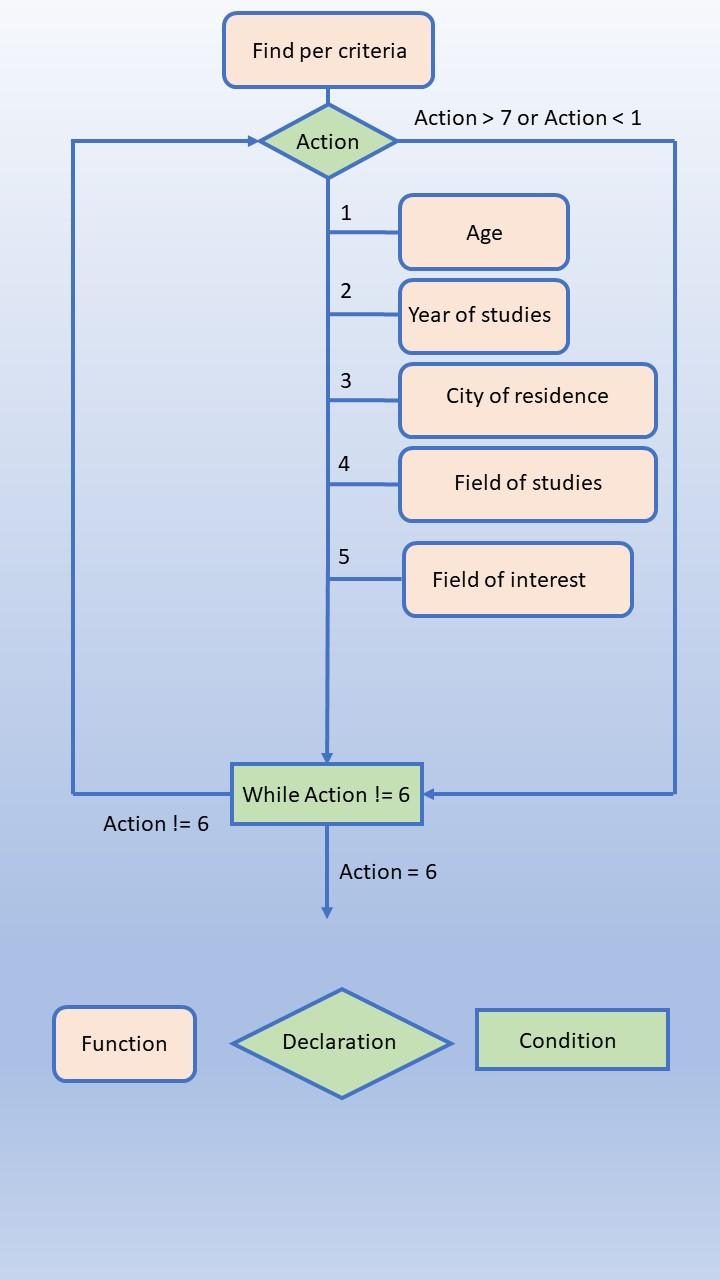 Find per criteria
Action > 7 or Action < 1
Action
1
Age
2
Year of studies
3
City of residence
4
Field of studies
5
Field of interest
While Action != 6
Action != 6
Action = 6
Function
Declaration
Condition